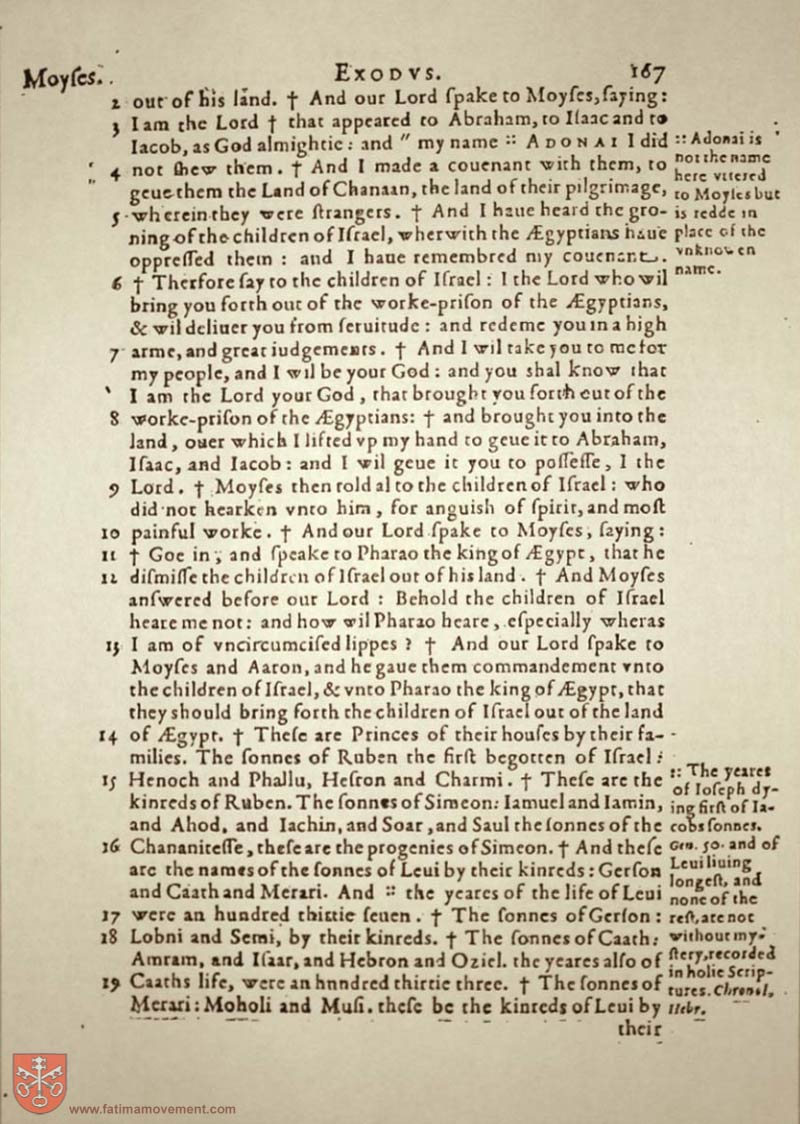 Moyſes.
EXODVS.
167
2 out of his land. † And our Lord ſpake to Moyſes, ſaying:
3 I am the Lord † that appeared to Abraham, to Iſaac and to
Iacob, as God almightie: and " my name :: ADONAI I did
4 not ſhew them. † And I made a couenant with them, to
geue them the Land of Chanaan, the land of their pilgrimage,
5 wherein they were ſtrangers. † And I haue heard the gro-
ning of the children of Iſrael, wherwith the Ægyptians haue
oppreſſed them: and I haue remembred my couenant.
6 † Therfore ſay to the children of Iſrael: I the Lord who wil
bring you forth out of the worke-priſon of the Ægyptians,
& wil deliuer you from ſeruitude: and redeme you in a high
7 arme, and great iudgements. † And I wil take you to me for
my people, and I wil be your God: and you shal know that
I am the Lord your God, that brought you forth out of the
8 worke-priſon of the Ægyptians: † and brought you into the
land, ouer which I lifted vp my hand to geue it to Abraham,
Iſaac, and Iacob: and I wil geue it you to poſſeſſe, I the
9 Lord. † Moyſes then told al to the children of Iſrael: who
did not hearken vnto him, for anguish of ſpirit, and moſt
10 painful worke. † And our Lord ſpake to Moyſes, ſaying:
11 † Goe in, and ſpeake to Pharao the king of Ægypt, that he
12 diſmiſſe the children of Iſrael out of his land. † And Moyſes
anſwered before our Lord: Behold the children of Iſrael
heare me not: and how wil Pharao heare, eſpecially wheras
13 I am of vncircumciſed lippes? † And our Lord ſpake to
Moyſes and Aaron, and he gaue them commandement vnto
the children of Iſrael, & vnto Pharao the king of Ægypt, that
they should bring forth the children of Iſrael out of the land
14 of Ægypt. † Theſe are Princes of their houſes by their fa-
milies. The ſonnes of Ruben the firſt begotten of Iſrael:
15 Henoch and Phallu, Heſron and Charmi. † Theſe are the
kinreds of Ruben. The ſonnes of Simeon: Iamuel and Iamin,
and Ahod, and Iachin, and Soar, and Saul the ſonnes of the
16 Chananiteſſe, theſe are the progenies of Simeon. † And theſe
are the names of the ſonnes of Leui by their kinreds: Gerſon
and Caath and Merari. And :: the yeares of the life of Leui
17 were an hundred thirtie ſeuen. † The ſonnes of Gerſon:
18 Lobni and Semi, by their kinreds. † The ſonnes of Caath:
Amram, and Iſaar, and Hebron and Oziel. the yeares alſo of
19 Caaths life, were an hnndred thirtie three. † The ſonnes of
Merari: Moholi and Muſi. theſe be the kinreds of Leui by
their
:: Adonai is
not the name
here vttered
to Moyſes but
is redde in
place of the
vnknowen
name.
:: The yeares
of Ioſeph dy-
ing firſt of Ia-
cobs ſonnes.
Gen. 50. and of
Leui liuing
longeſt, and
none of the
reſt, are not
without my-
ſtery, recorded
in holie Scrip-
tures.
Hebr.
www.fatimamovement.com